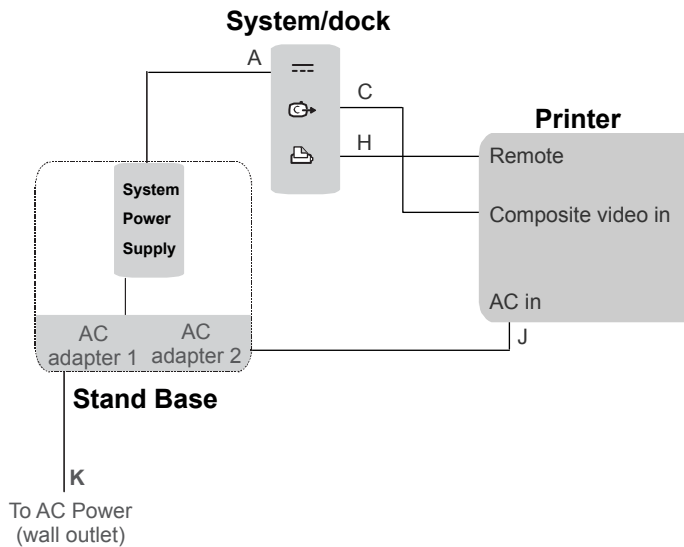 System/dock
A
C
H
Printer
Remote
Composite video in
AC in
J
System
Power
Supply
AC
adapter 1
AC
adapter 2
Stand Base
K
To AC Power
(wall outlet)